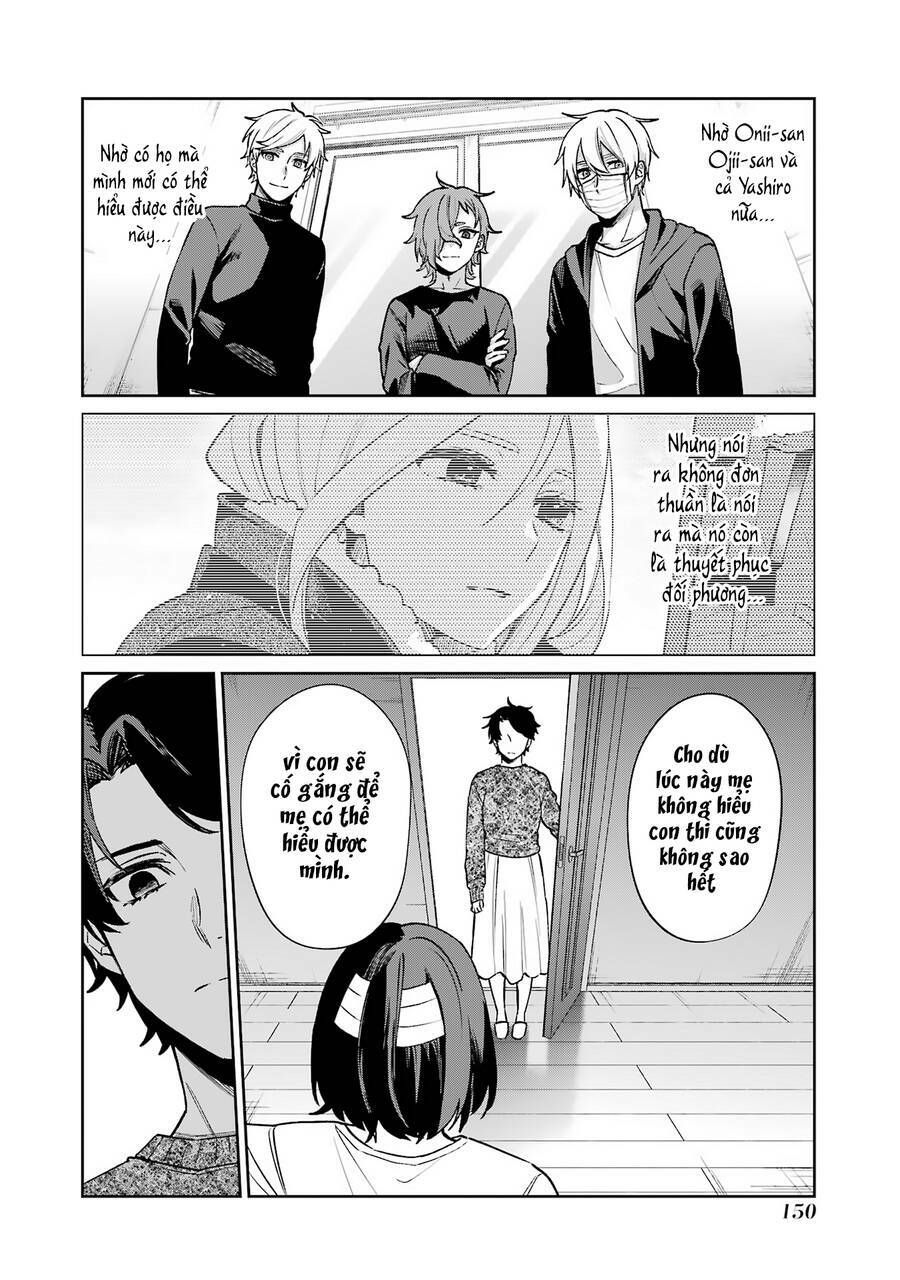 Nhờ Onii-san
Ojii-san và
cả Yashiro
nữa...
Nhờ có họ mà
mình mới có thể
hiểu được điều
này...
Nhưng nói
ra không đơn
thuần là nói
ra mà nó còn
là thuyết phục
đối phương...
Cho dù
lúc này mẹ
không hiểu
con thì cũng
không sao
hết
vì con sẽ
cố gắng để
mẹ có thể
hiểu được
mình.
150